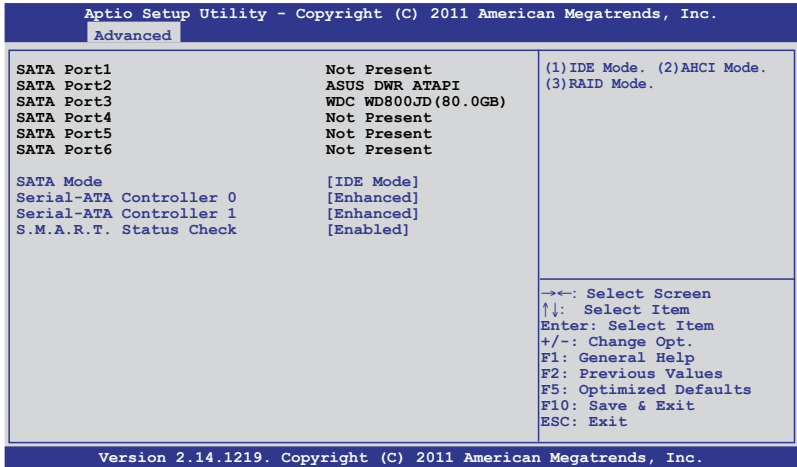 Aptio Setup Utility - Copyright (C) 2011 American Megatrends, Inc.
Advanced
SATA Port1 Not Present
SATA Port2 ASUS DWR ATAPI
SATA Port3 WDC WD800JD(80.0GB)
SATA Port4 Not Present
SATA Port5 Not Present
SATA Port6 Not Present
SATA Mode [IDE Mode]
Serial-ATA Controller 0 [Enhanced]
Serial-ATA Controller 1 [Enhanced]
S.M.A.R.T. Status Check [Enabled]
(1)IDE Mode. (2)AHCI Mode.
(3)RAID Mode.
→←: Select Screen
↑↓: Select Item
Enter: Select Item
+/-: Change Opt.
F1: General Help
F2: Previous Values
F5: Optimized Defaults
F10: Save & Exit
ESC: Exit
Version 2.14.1219. Copyright (C) 2011 American Megatrends, Inc.